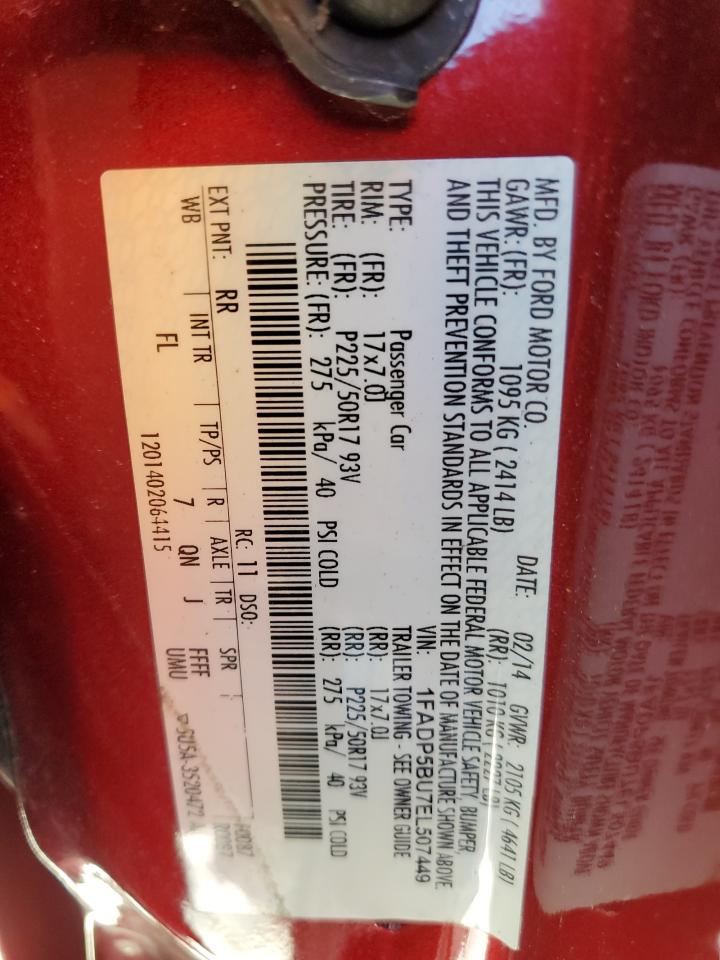 MFD. BY FORD MOTOR CO. DATE: 02/14 GVWR: 2105 KG ( 4641 LB)
GAWR: (FR): 1095 KG ( 2414 LB) (RR): 1010 KG ( 2227 LB)
THIS VEHICLE CONFORMS TO ALL APPLICABLE FEDERAL MOTOR VEHICLE SAFETY, BUMPER,
AND THEFT PREVENTION STANDARDS IN EFFECT ON THE DATE OF MANUFACTURE SHOWN ABOVE.
VIN: 1FADP5BU7EL507449
TYPE: Passenger Car TRAILER TOWING - SEE OWNER GUIDE
RIM: (FR): 17x7.0J (RR): 17x7.0J
TIRE: (FR): P225/50R17 93V (RR): P225/50R17 93V
PRESSURE: (FR): 275 kPa/ 40 PSI COLD (RR): 275 kPa/ 40 PSI COLD
EXT PNT: RR RC: 11 DSO:
WB INT TR TP/PS R AXLE TR SPR
FL 7 QN J FFFF
UMU
1201402064415